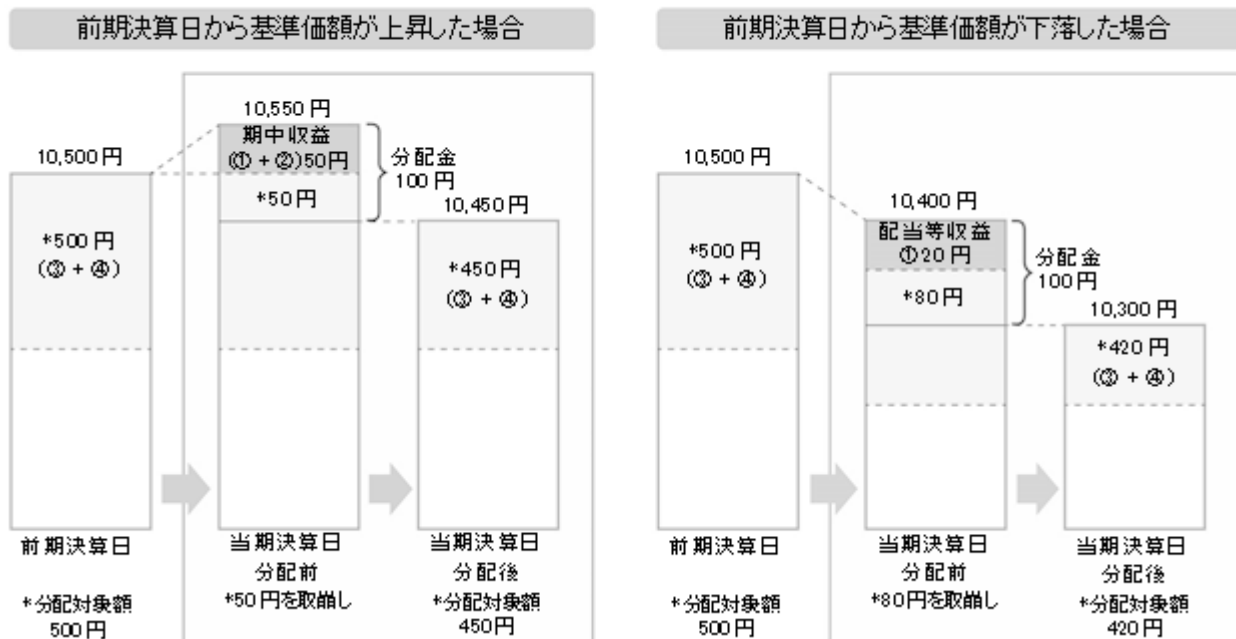 前期決算日から基準価額が上昇した場合
10,550円
期中収益
(①+②)50円
*50円
分配金
100円
10,500円
*500円
(③+④)
10,450円
*450円
(③+④)
前期決算日
*分配対象額
500円
当期決算日
分配前
*50円を取崩し
当期決算日
分配後
*分配対象額
450円
前期決算日から基準価額が下落した場合
10,500円
*500円
(③+④)
10,400円
配当等収益
①20円
*80円
分配金
100円
10,300円
*420円
(③+④)
前期決算日
*分配対象額
500円
当期決算日
分配前
*80円を取崩し
当期決算日
分配後
*分配対象額
420円